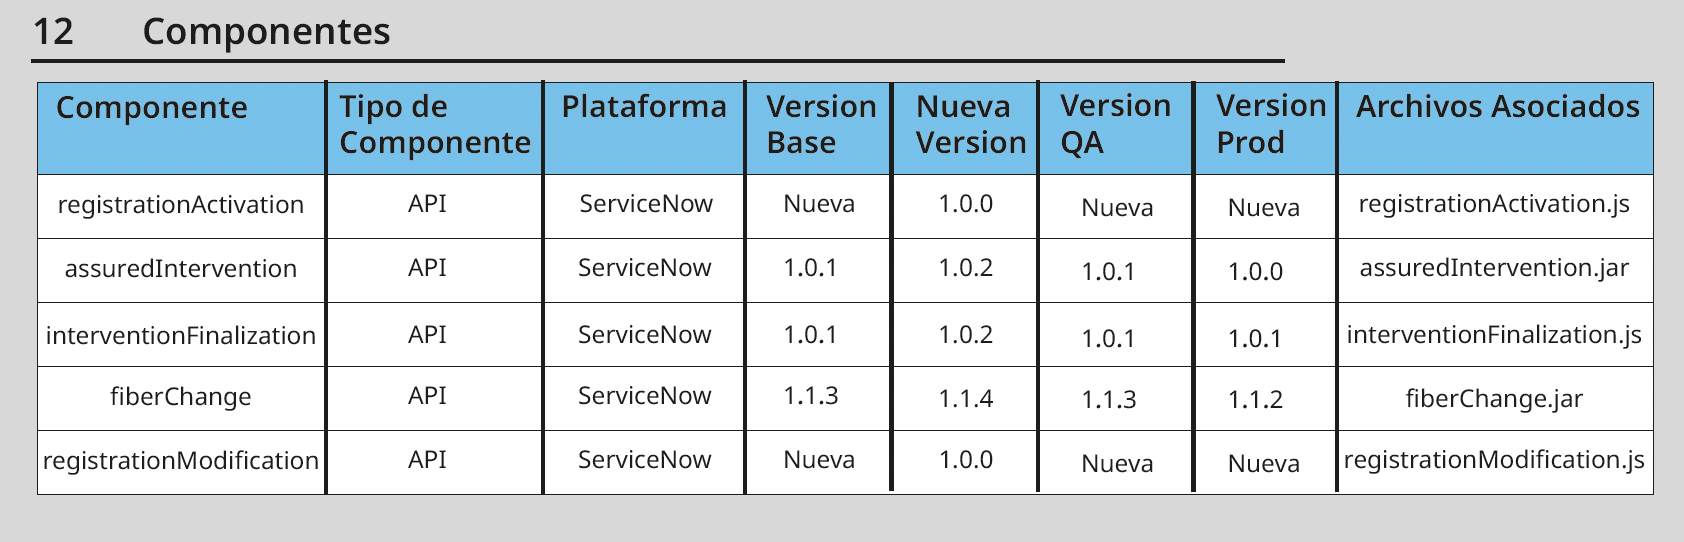 12 Componentes
Componente Tipo de Componente Plataforma Version Base Nueva Version Version QA Version Prod Archivos Asociados
registrationActivation API ServiceNow Nueva 1.0.0 Nueva Nueva registrationActivation.js
assuredIntervention API ServiceNow 1.0.1 1.0.2 1.0.1 1.0.0 assuredIntervention.jar
interventionFinalization API ServiceNow 1.0.1 1.0.2 1.0.1 1.0.1 interventionFinalization.js
fiberChange API ServiceNow 1.1.3 1.1.4 1.1.3 1.1.2 fiberChange.jar
registrationModification API ServiceNow Nueva 1.0.0 Nueva Nueva registrationModification.js